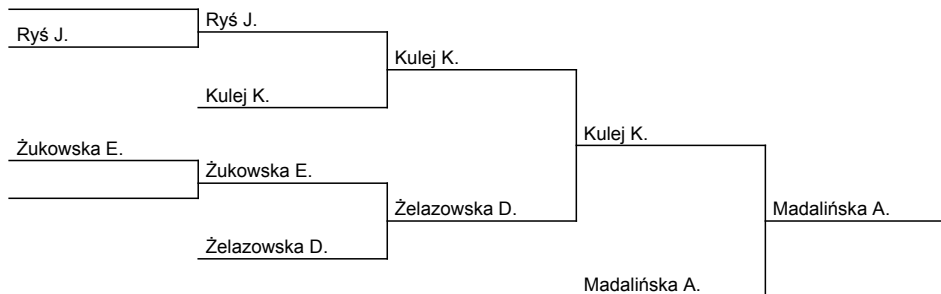 Ryś J.
Ryś J.
Kulej K.
Kulej K.
Żukowska E.
Żukowska E.
Żelazowska D.
Żelazowska D.
Kulej K.
Madalińska A.
Madalińska A.